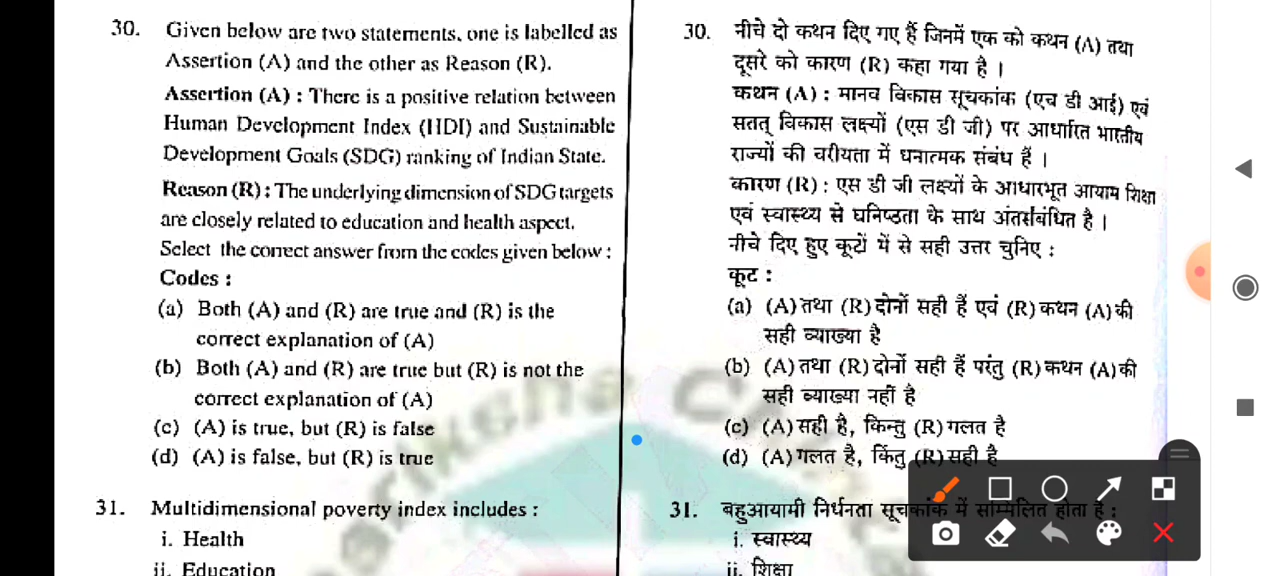 30. Given below are two statements, one is labelled as
Assertion (A) and the other as Reason (R).
Assertion (A) : There is a positive relation between
Human Development Index (HDI) and Sustainable
Development Goals (SDG) ranking of Indian State.
Reason (R) : The underlying dimension of SDG targets
are closely related to education and health aspect.
Select the correct answer from the codes given below :
Codes :
(a) Both (A) and (R) are true and (R) is the
correct explanation of (A)
(b) Both (A) and (R) are true but (R) is not the
correct explanation of (A)
(c) (A) is true, but (R) is false
(d) (A) is false, but (R) is true
31. Multidimensional poverty index includes :
i. Health
ii. Education
30. नीचे दो कथन दिए गए हैं जिनमें एक को कथन (A) तथा
दूसरे को कारण (R) कहा गया है ।
कथन (A) : मानव विकास सूचकांक (एच डी आई) एवं
सतत् विकास लक्ष्यों (एस डी जी) पर आधारित भारतीय
राज्यों की वरीयता में धनात्मक संबंध हैं ।
कारण (R) : एस डी जी लक्ष्यों के आधारभूत आयाम शिक्षा
एवं स्वास्थ्य से घनिष्ठता के साथ अंतर्संबंधित है ।
नीचे दिए हुए कूटों में से सही उत्तर चुनिए :
कूट :
(a) (A) तथा (R) दोनों सही हैं एवं (R) कथन (A) की
सही व्याख्या है
(b) (A) तथा (R) दोनों सही हैं परंतु (R) कथन (A) की
सही व्याख्या नहीं है
(c) (A) सही है, किन्तु (R) गलत है
(d) (A) गलत है, किंतु (R) सही है
31. बहुआयामी निर्धनता सूचकांक में सम्मिलित होता है :
i. स्वास्थ्य
ii. शिक्षा